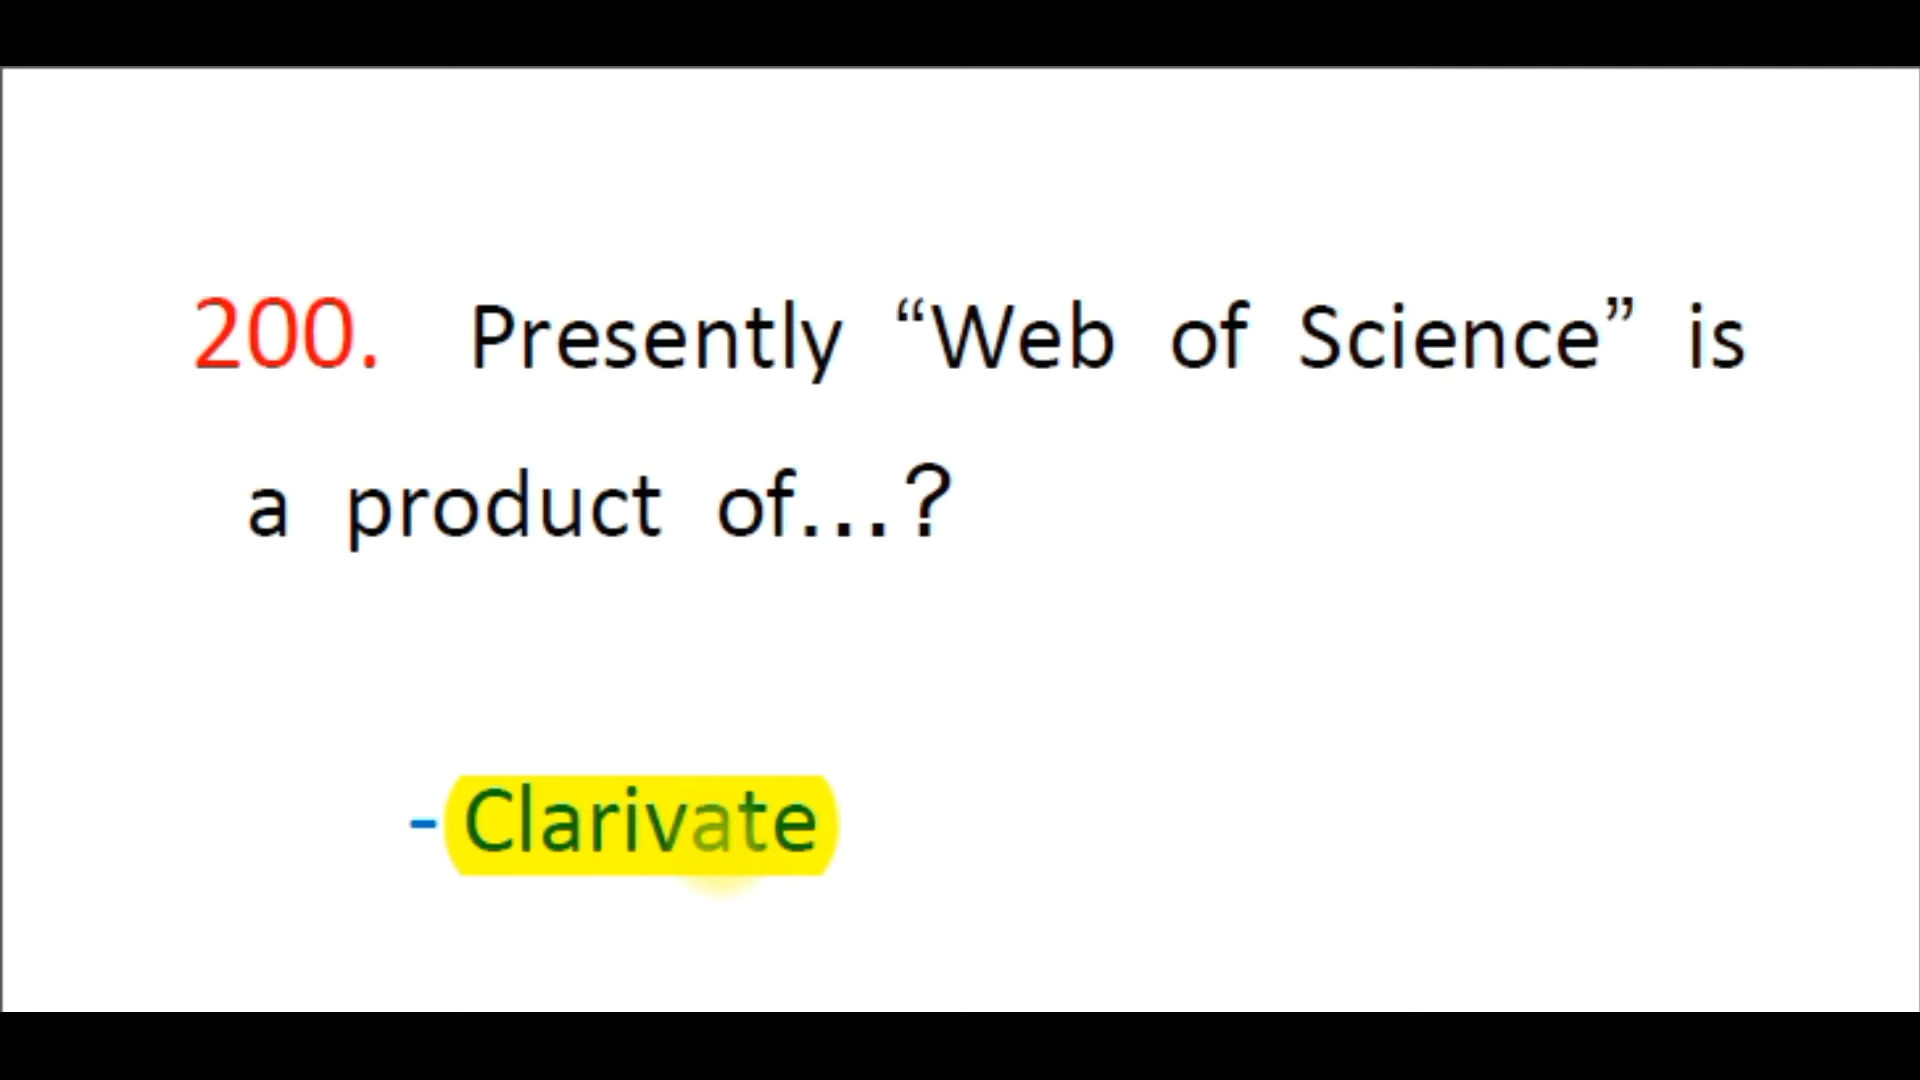 200. Presently “Web of Science” is
a product of...?
-Clarivate